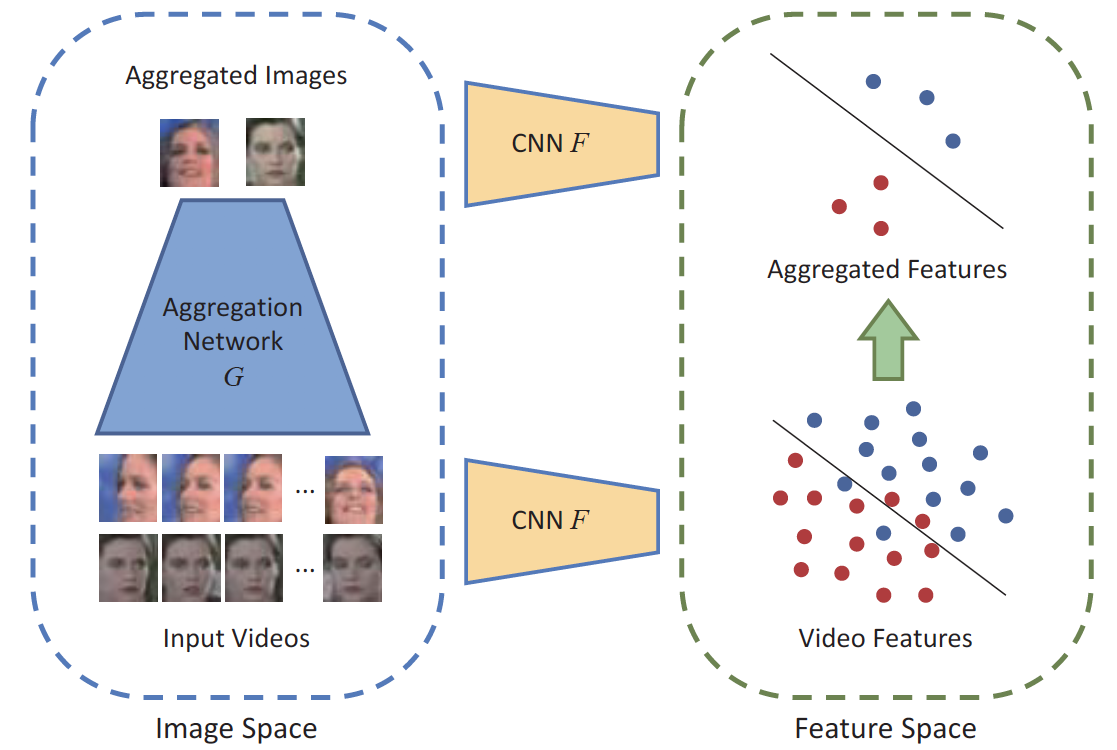 Aggregated Images
Aggregation
Network
G
...
...
Input Videos
Image Space
CNN F
CNN F
Aggregated Features
Video Features
Feature Space